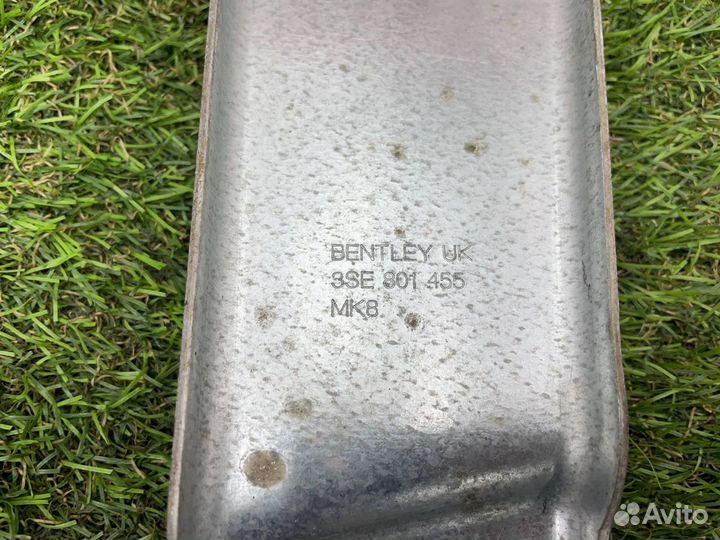 BENTLEY UK
3SE 801 455
MK8.
Avito